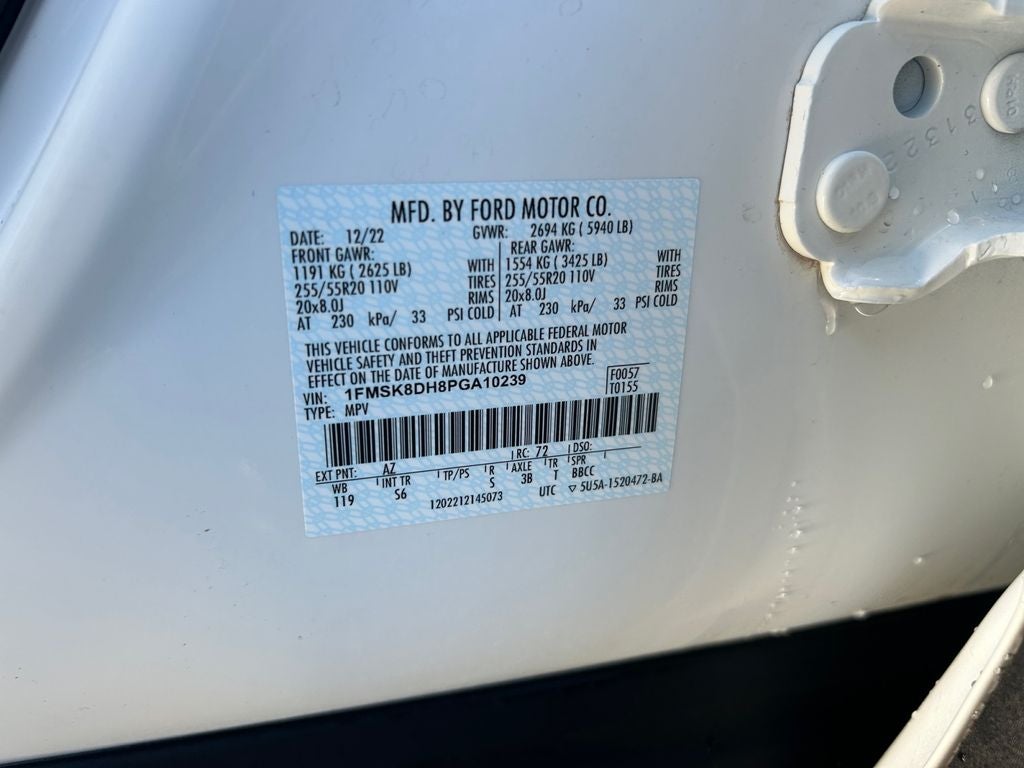 MFD. BY FORD MOTOR CO.
DATE: 12/22 GVWR: 2694 KG ( 5940 LB)
FRONT GAWR: REAR GAWR:
1191 KG ( 2625 LB) WITH 1554 KG ( 3425 LB) WITH
255/55R20 110V TIRES 255/55R20 110V TIRES
20x8.0J RIMS 20x8.0J RIMS
AT 230 kPa/ 33 PSI COLD AT 230 kPa/ 33 PSI COLD
THIS VEHICLE CONFORMS TO ALL APPLICABLE FEDERAL MOTOR
VEHICLE SAFETY AND THEFT PREVENTION STANDARDS IN
EFFECT ON THE DATE OF MANUFACTURE SHOWN ABOVE.
VIN: 1FMSK8DH8PGA10239 F0057
TYPE: MPV T0155
EXT PNT: AZ RC: 72 DSO:
WB INT TR TP/PS R AXLE TR SPR
119 S6 S 3B T BBCC
1202212145073 UTC ▽ 5U5A-1520472-BA